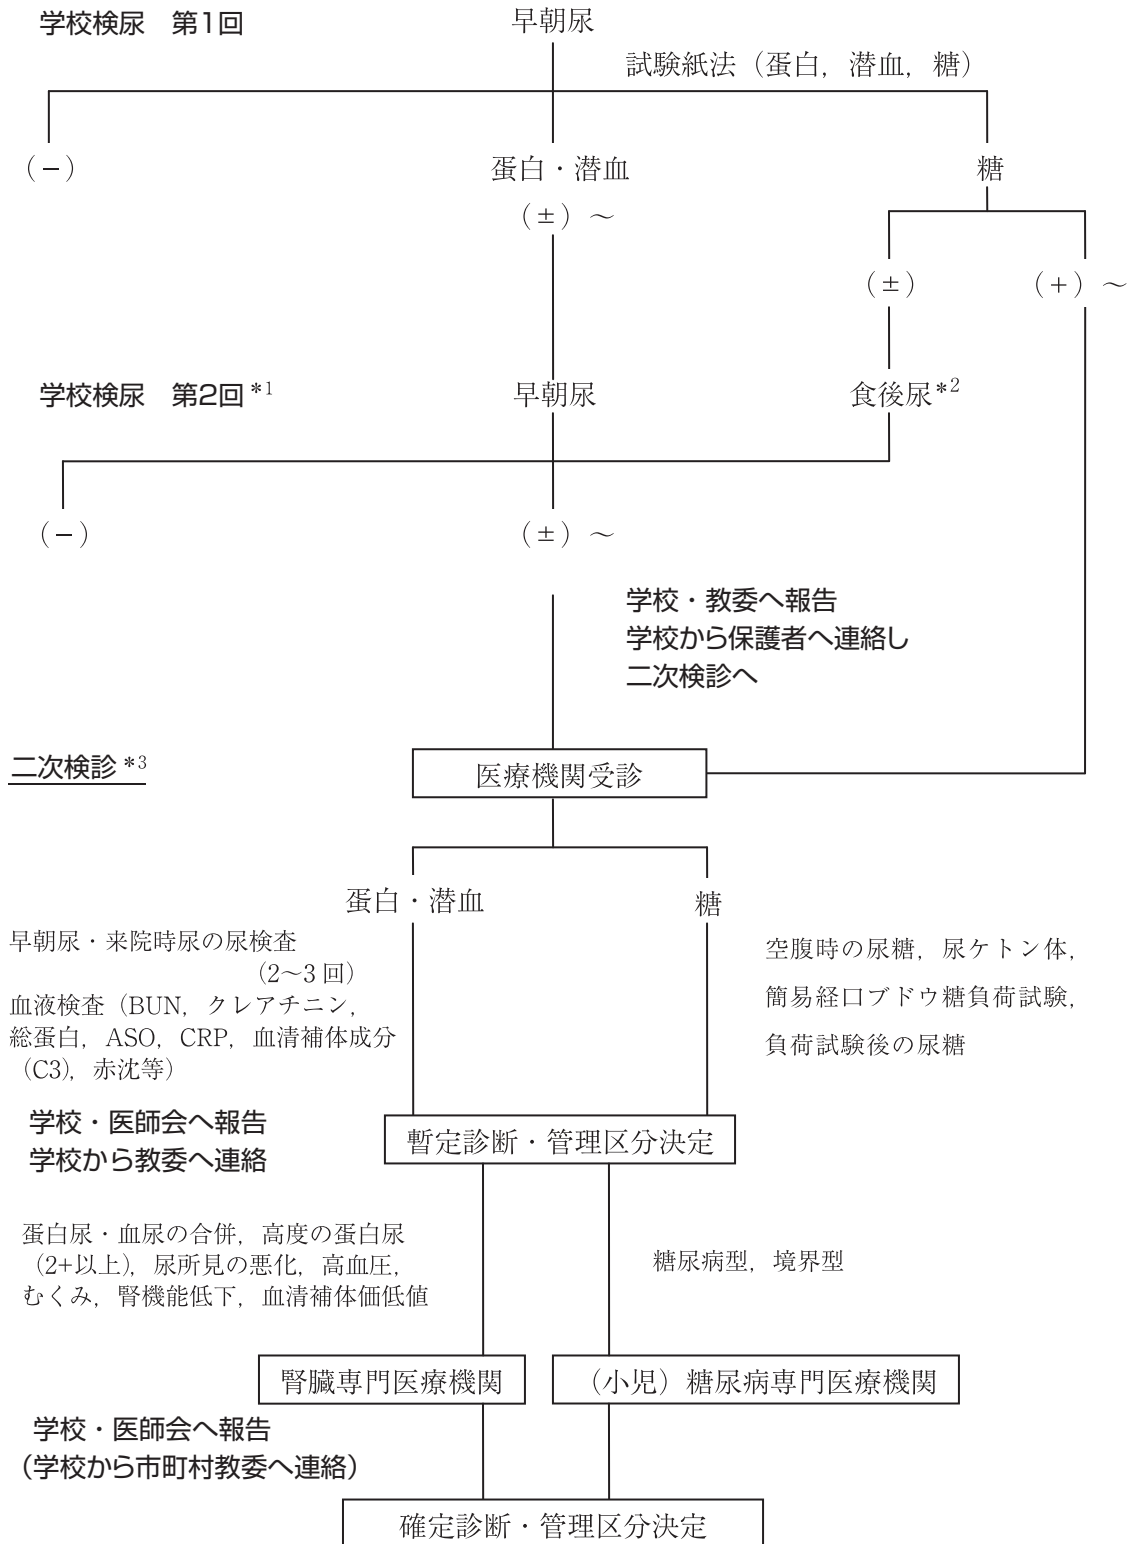 学校検尿　第1回
早朝尿
試験紙法（蛋白，潜血，糖）
（－）
蛋白・潜血
糖
（±）～
（±）
（＋）～
学校検尿　第2回*1
早朝尿
食後尿*2
（－）
（±）～
学校・教委へ報告
学校から保護者へ連絡し
二次検診へ
二次検診*3
医療機関受診
蛋白・潜血
糖
早朝尿・来院時尿の尿検査
（2～3回）
血液検査（BUN，クレアチニン，
総蛋白，ASO，CRP，血清補体成分
（C3），赤沈等）
空腹時の尿糖，尿ケトン体，
簡易経口ブドウ糖負荷試験，
負荷試験後の尿糖
学校・医師会へ報告
学校から教委へ連絡
暫定診断・管理区分決定
蛋白尿・血尿の合併，高度の蛋白尿
（2+以上），尿所見の悪化，高血圧，
むくみ，腎機能低下，血清補体価低値
糖尿病型，境界型
腎臓専門医療機関
（小児）糖尿病専門医療機関
学校・医師会へ報告
（学校から市町村教委へ連絡）
確定診断・管理区分決定